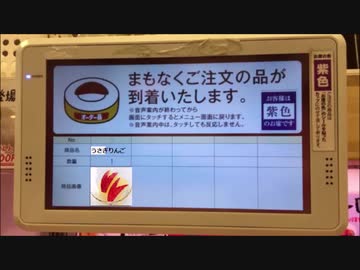 まもなくご注文の品が
到着いたします。
※音声案内が終わってから
画面にタッチするとメニュー画面に戻ります。
※音声案内中は、タッチしても反応しません。
オーダー品
お客様は
紫色
のお席です
No
商品名
うさぎりんご
数量
1
紫色